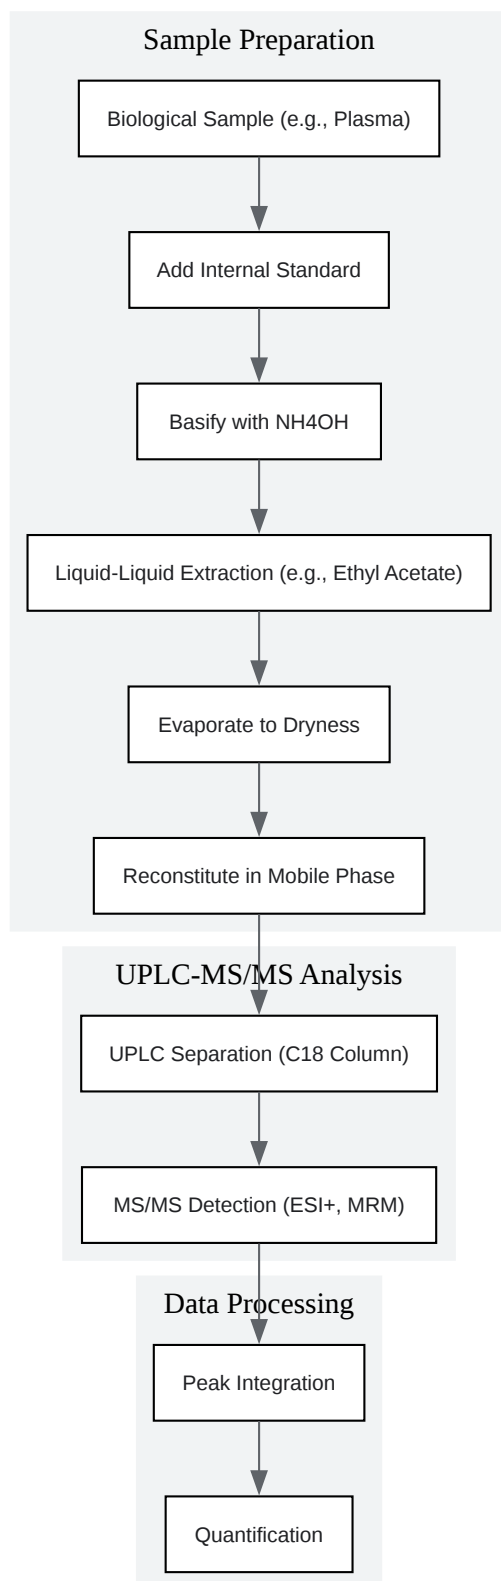 Sample Preparation
Biological Sample (e.g., Plasma)
Add Internal Standard
Basify with NH4OH
Liquid-Liquid Extraction (e.g., Ethyl Acetate)
Evaporate to Dryness
Reconstitute in Mobile Phase
UPLC-MS/MS Analysis
UPLC Separation (C18 Column)
MS/MS Detection (ESI+, MRM)
Data Processing
Peak Integration
Quantification